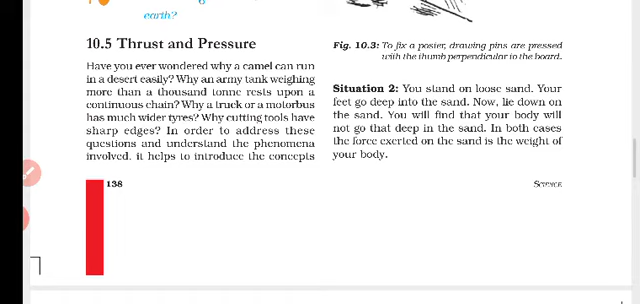 earth?
10.5 Thrust and Pressure
Have you ever wondered why a camel can run
in a desert easily? Why an army tank weighing
more than a thousand tonne rests upon a
continuous chain? Why a truck or a motorbus
has much wider tyres? Why cutting tools have
sharp edges? In order to address these
questions and understand the phenomena
involved, it helps to introduce the concepts
138
Fig. 10.3: To fix a poster, drawing pins are pressed
with the thumb perpendicular to the board.
Situation 2: You stand on loose sand. Your
feet go deep into the sand. Now, lie down on
the sand. You will find that your body will
not go that deep in the sand. In both cases
the force exerted on the sand is the weight of
your body.
SCIENCE